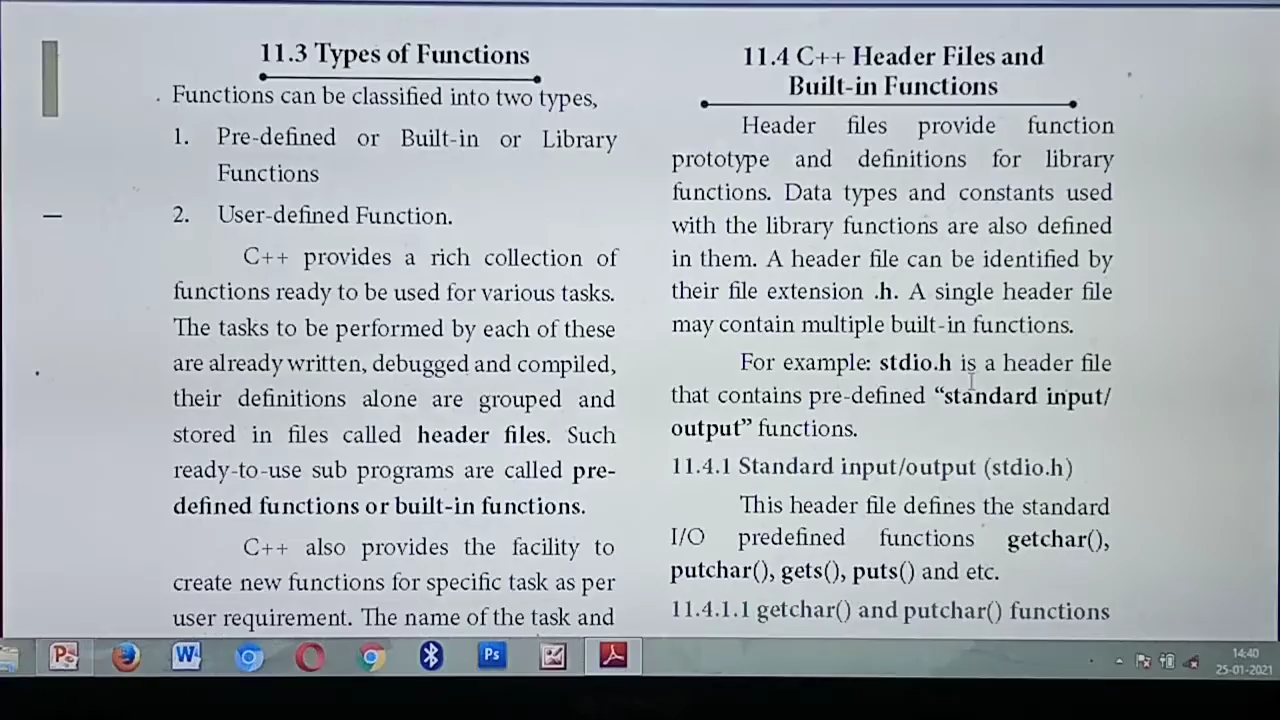 11.3 Types of Functions
Functions can be classified into two types,
1. Pre-defined or Built-in or Library
Functions
2. User-defined Function.
C++ provides a rich collection of
functions ready to be used for various tasks.
The tasks to be performed by each of these
are already written, debugged and compiled,
their definitions alone are grouped and
stored in files called header files. Such
ready-to-use sub programs are called pre-
defined functions or built-in functions.
C++ also provides the facility to
create new functions for specific task as per
user requirement. The name of the task and
11.4 C++ Header Files and
Built-in Functions
Header files provide function
prototype and definitions for library
functions. Data types and constants used
with the library functions are also defined
in them. A header file can be identified by
their file extension .h. A single header file
may contain multiple built-in functions.
For example: stdio.h is a header file
that contains pre-defined “standard input/
output” functions.
11.4.1 Standard input/output (stdio.h)
This header file defines the standard
I/O predefined functions getchar(),
putchar(), gets(), puts() and etc.
11.4.1.1 getchar() and putchar() functions
W
Ps
14:40
25-01-2021